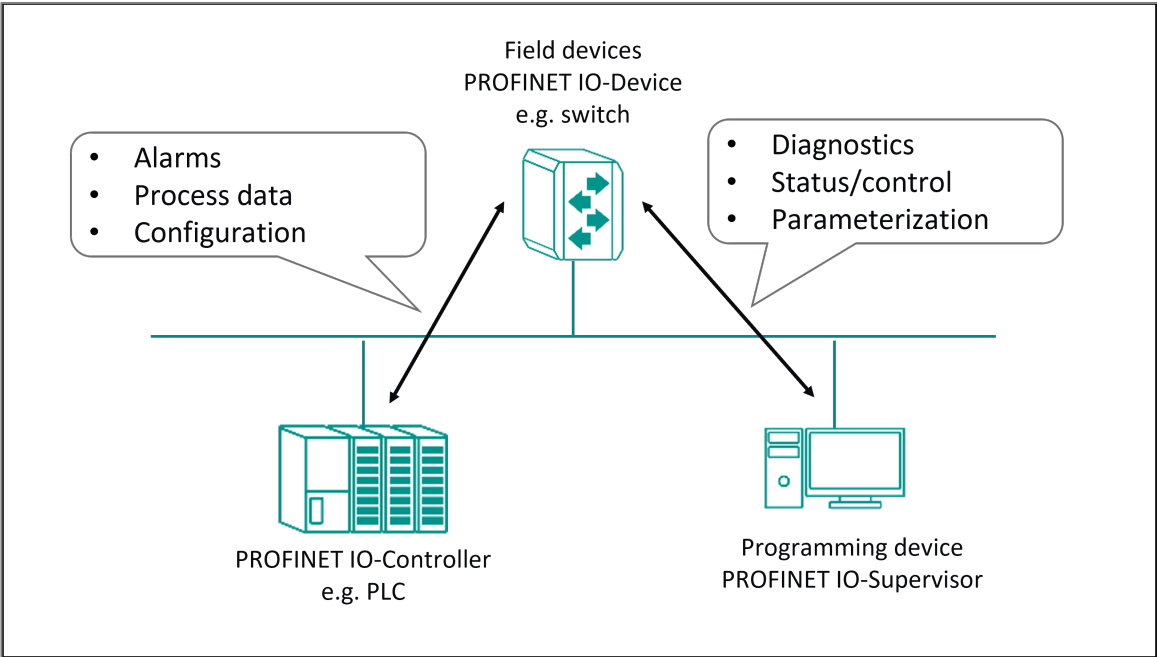 Field devices
PROFINET IO-Device
e.g. switch
• Alarms
• Process data
• Configuration
• Diagnostics
• Status/control
• Parameterization
PROFINET IO-Controller
e.g. PLC
Programming device
PROFINET IO-Supervisor